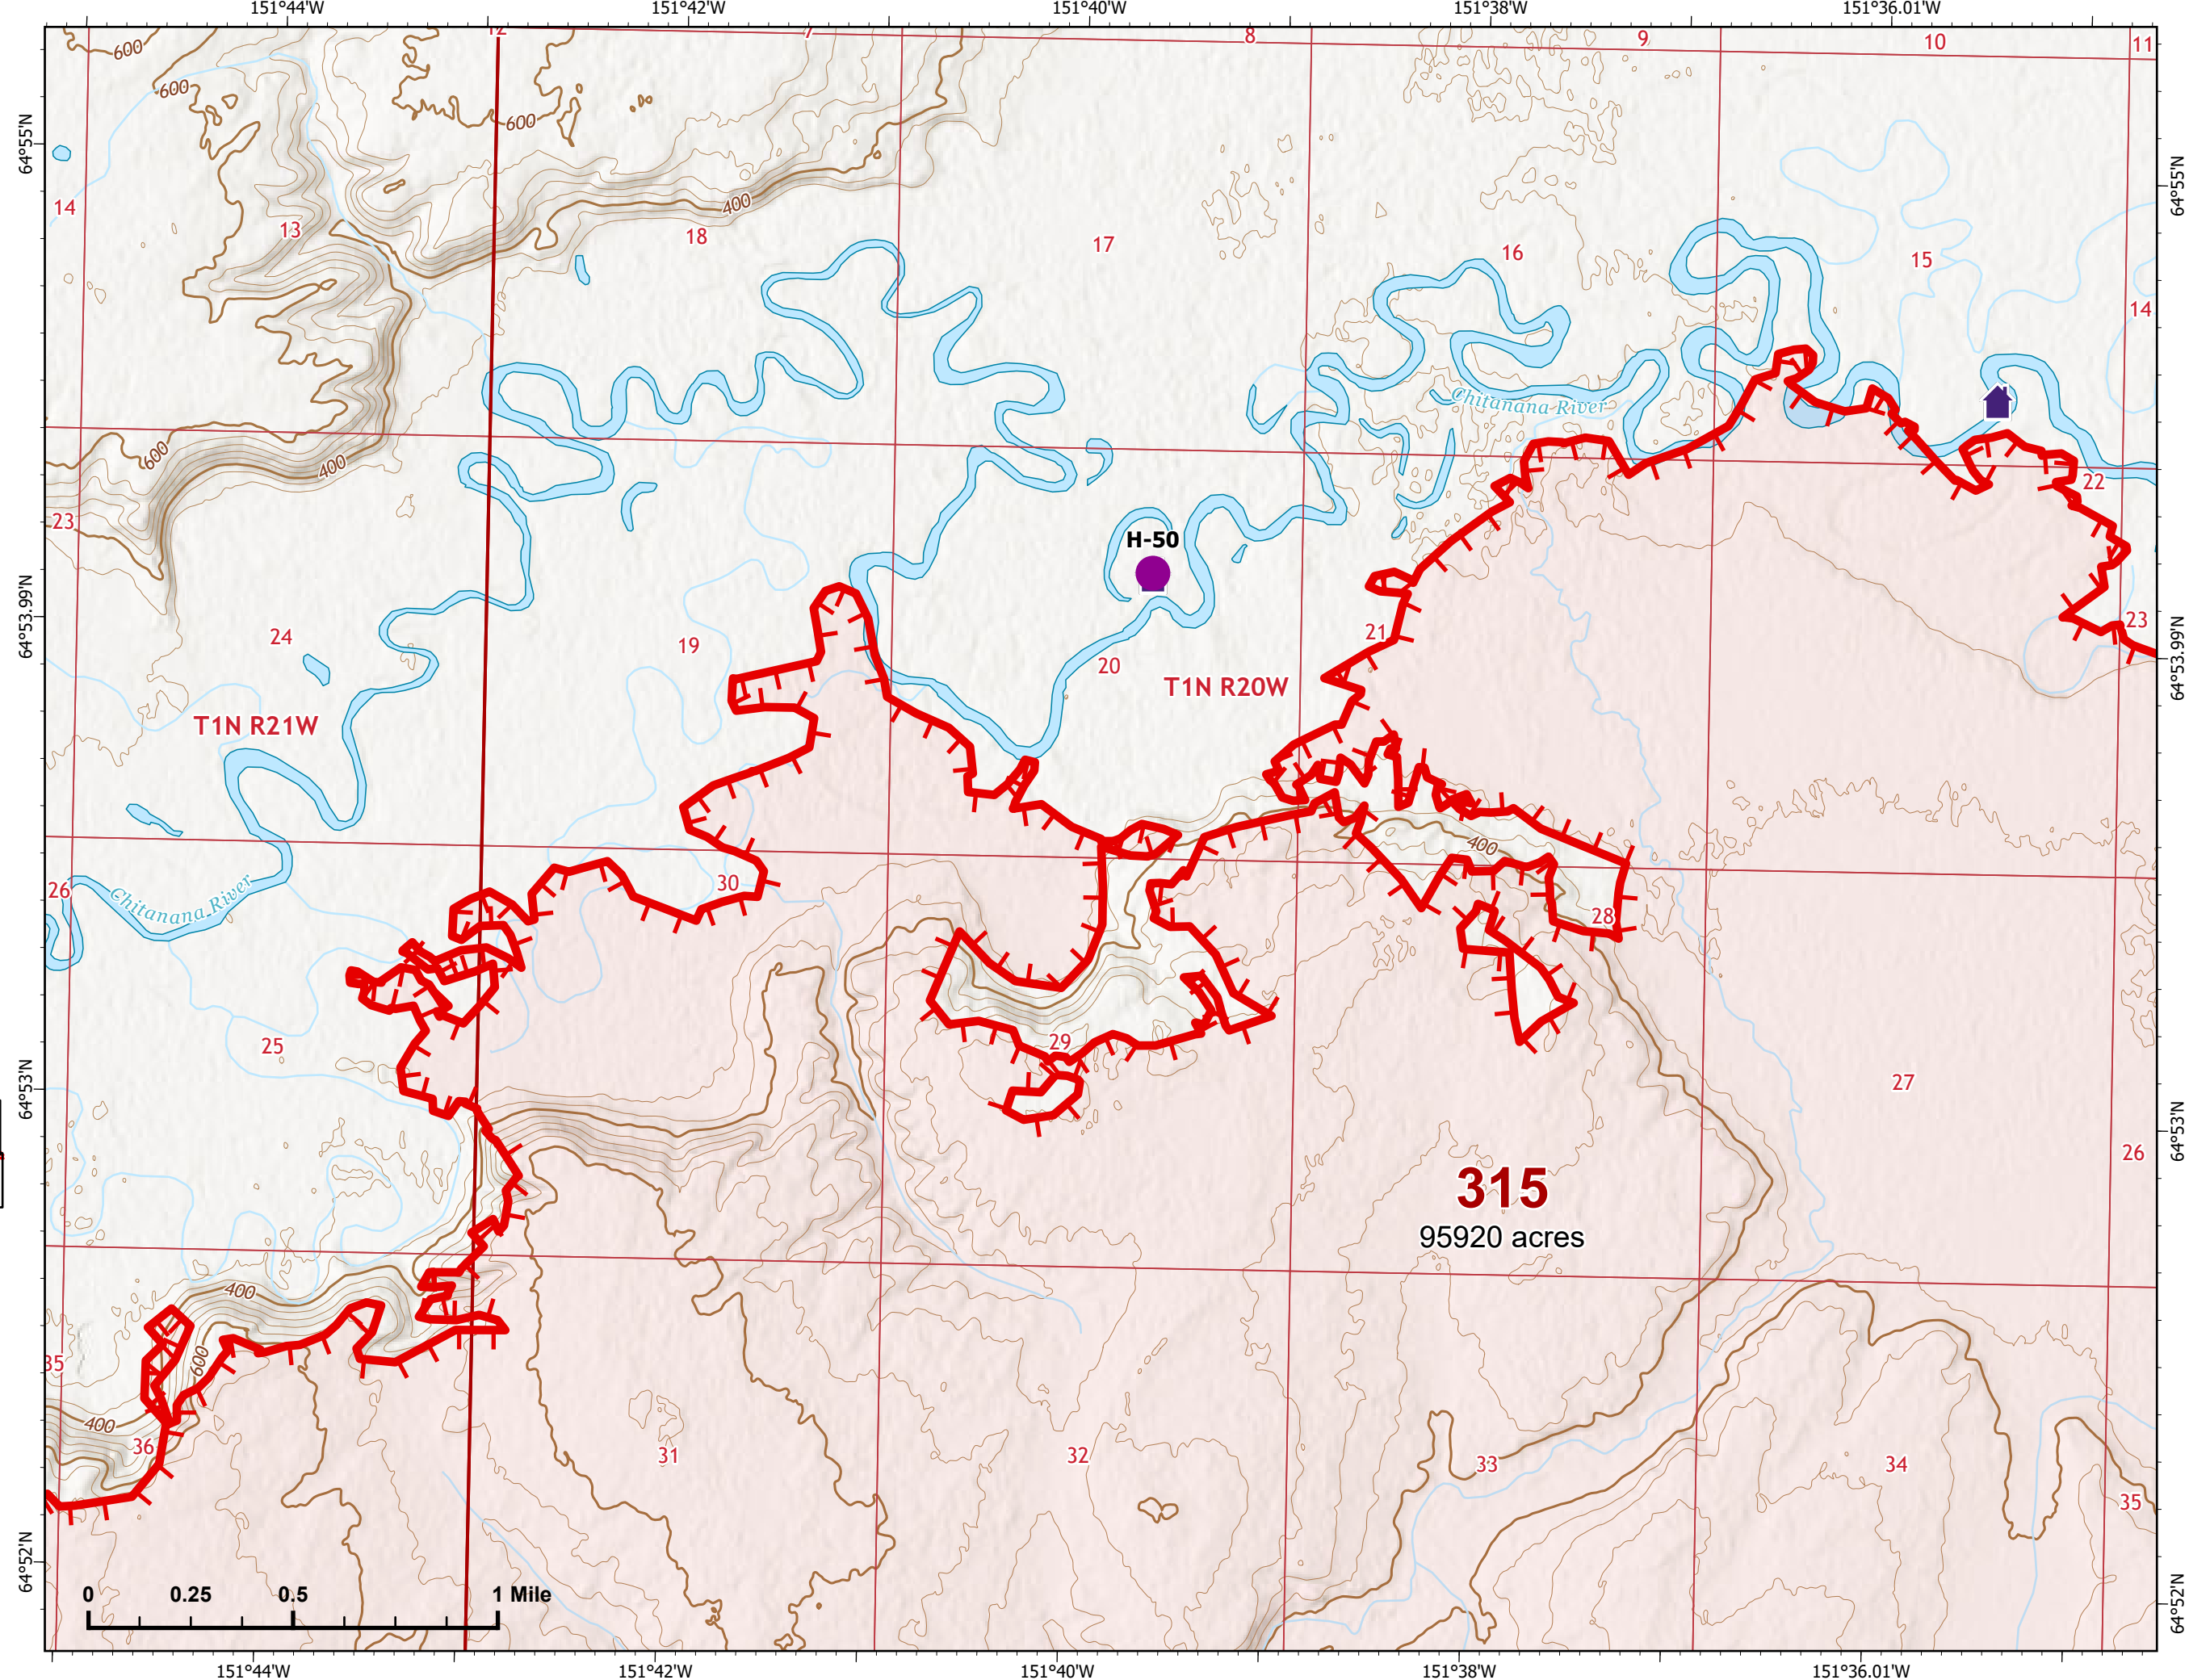 151°44'W 151°42'W 151°40'W 151°38'W 151°36.01'W
12 7 8 9 10 11
600
600
600
64°55'N
64°55'N
14
400
13
18
17
16
15
14
Chitanana River
600
400
23
22
H-50
64°53.99'N
64°53.99'N
24
19
20
21
23
T1N R21W
T1N R20W
400
26
Chitanana River
30
28
25
29
27
64°53'N
64°53'N
26
315
95920 acres
400
35
600
400
36
31
32
33
34
35
64°52'N
64°52'N
0 0.25 0.5 1 Mile
151°44'W 151°42'W 151°40'W 151°38'W 151°36.01'W